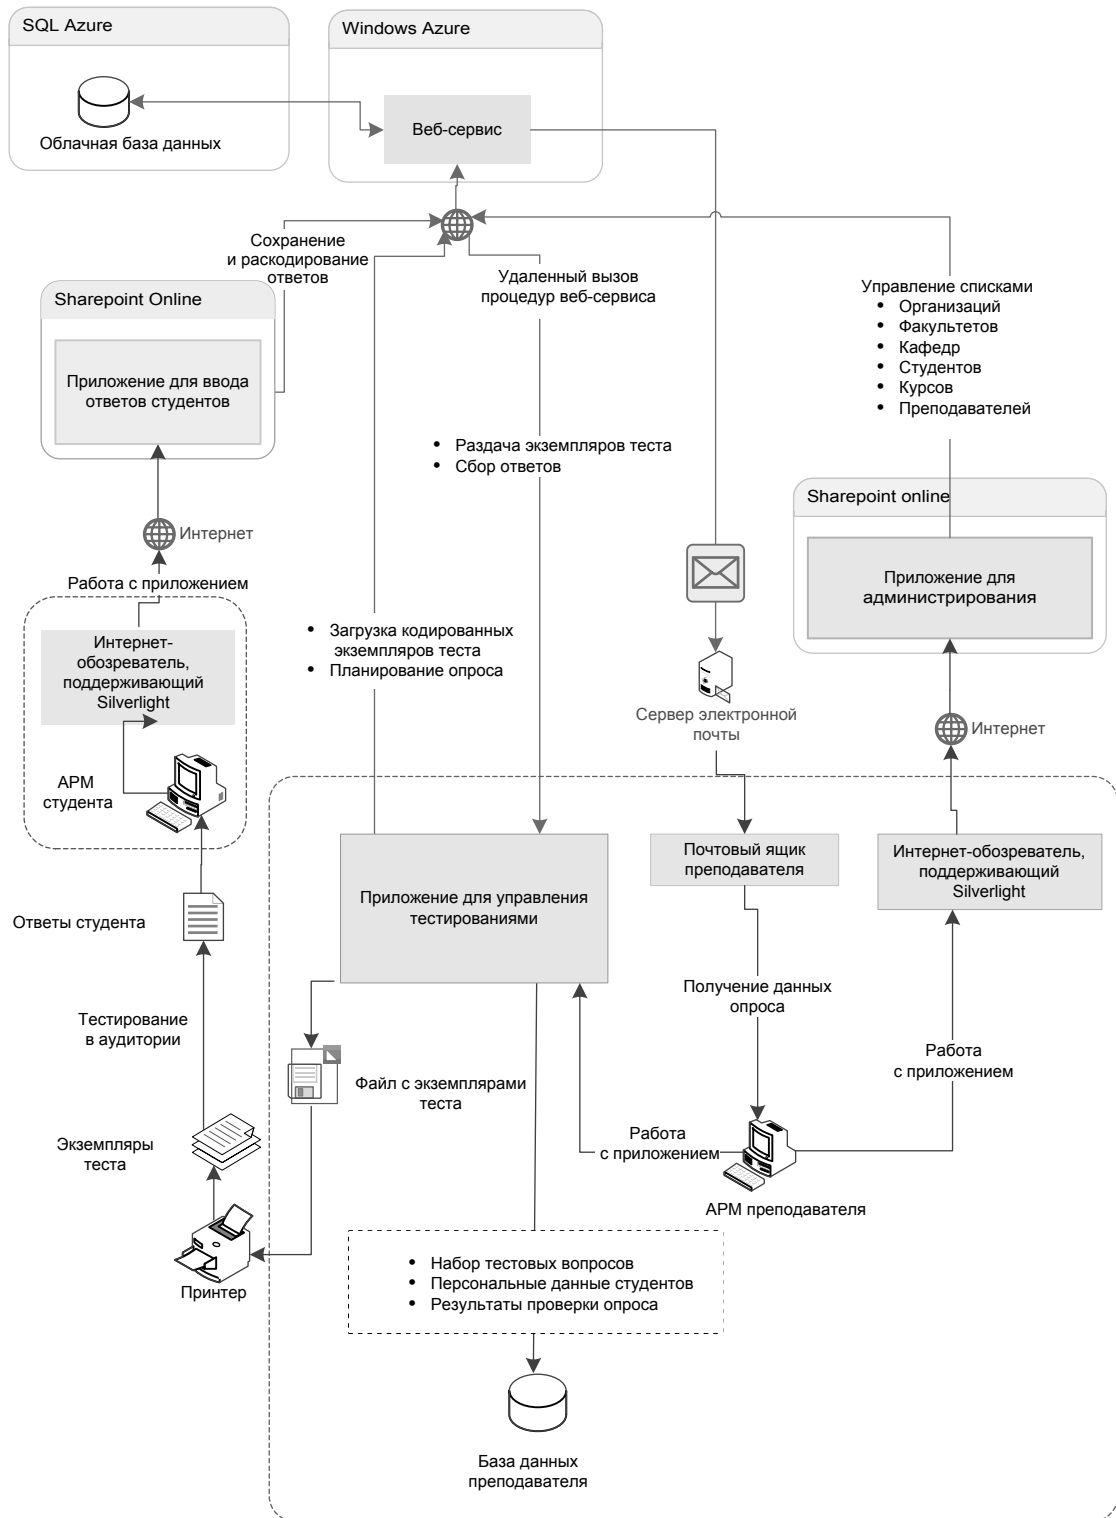 SQL Azure
Windows Azure
Веб-сервис
Облачная база данных
Сохранение
и раскодирование
ответов
Удаленный вызов
процедур веб-сервиса
Управление списками
• Организаций
• Факультетов
• Кафедр
• Студентов
• Курсов
• Преподавателей
Sharepoint Online
Приложение для ввода
ответов студентов
• Раздача экземпляров теста
• Сбор ответов
Sharepoint online
Интернет
Приложение для
администрирования
Работа с приложением
• Загрузка кодированных
экземпляров теста
• Планирование опроса
Интернет-
обозреватель,
поддерживающий
Silverlight
Сервер электронной
почты
Интернет
АРМ
студента
Приложение для управления
тестированиями
Почтовый ящик
преподавателя
Интернет-обозреватель,
поддерживающий
Silverlight
Ответы студента
Получение данных
опроса
Тестирование
в аудитории
Работа
с приложением
Файл с экземплярами
теста
Экземпляры
теста
Работа
с приложением
АРМ преподавателя
Принтер
• Набор тестовых вопросов
• Персональные данные студентов
• Результаты проверки опроса
База данных
преподавателя